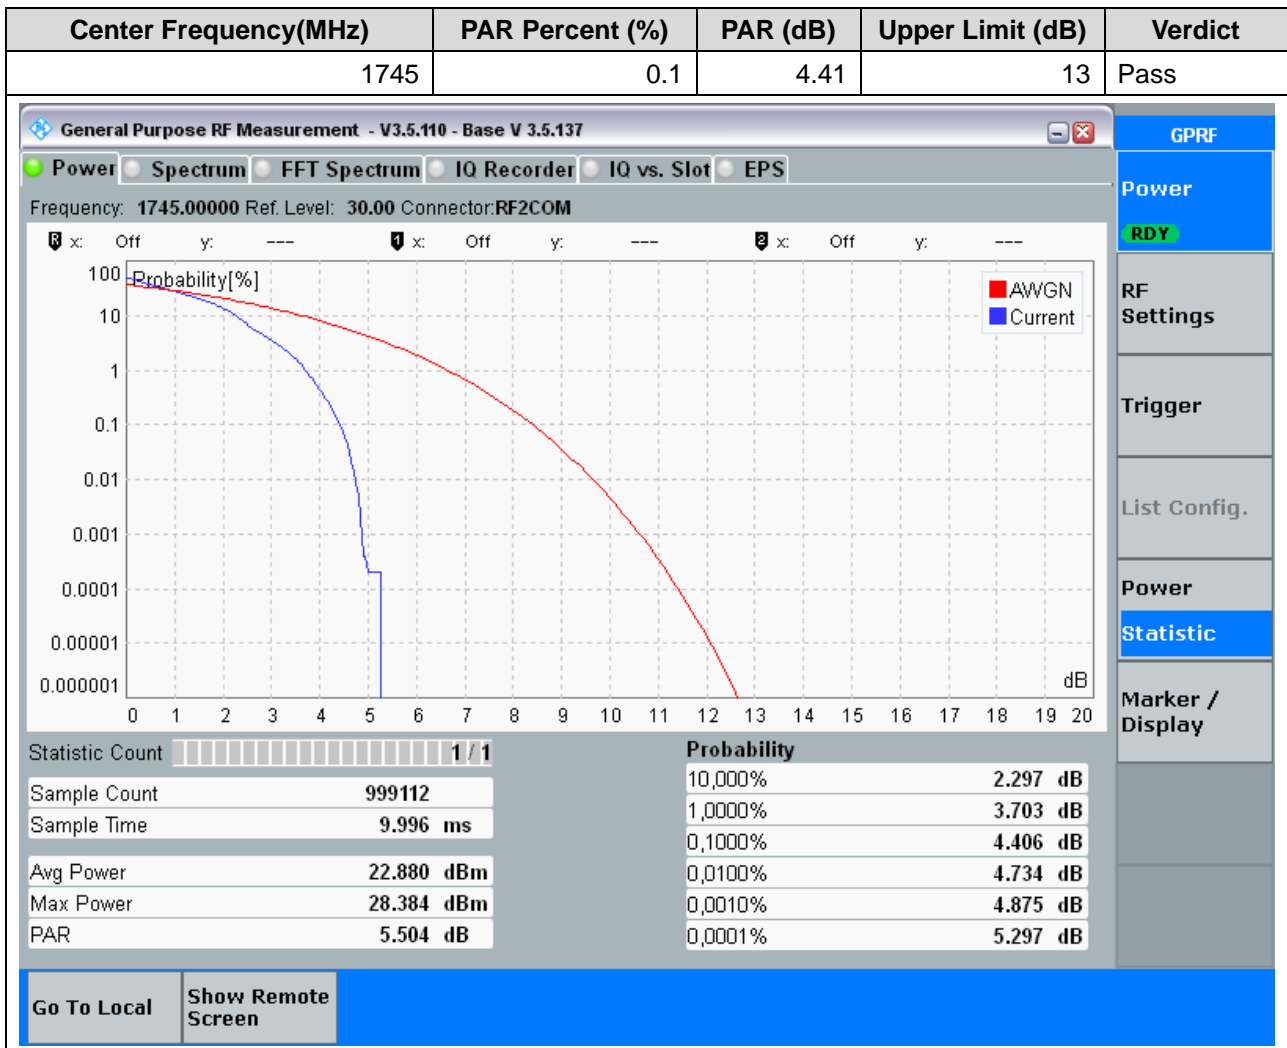 Center Frequency(MHz) PAR Percent (%) PAR (dB) Upper Limit (dB) Verdict
1745 0.1 4.41 13 Pass
General Purpose RF Measurement - V3.5.110 - Base V 3.5.137
GPRF
Power Spectrum FFT Spectrum IQ Recorder IQ vs. Slot EPS
Power
RDY
Frequency: 1745.00000 Ref. Level: 30.00 Connector:RF2COM
R x: Off y: --- 1 x: Off y: --- 2 x: Off y: ---
100 Probability[%]
AWGN
Current
10
1
0.1
0.01
0.001
0.0001
0.00001
0.000001
dB
0 1 2 3 4 5 6 7 8 9 10 11 12 13 14 15 16 17 18 19 20
RF
Settings
Trigger
List Config.
Power
Statistic
Marker /
Display
Statistic Count 1 / 1
Sample Count 999112
Sample Time 9.996 ms
Avg Power 22.880 dBm
Max Power 28.384 dBm
PAR 5.504 dB
Probability
10,000% 2.297 dB
1,0000% 3.703 dB
0,1000% 4.406 dB
0,0100% 4.734 dB
0,0010% 4.875 dB
0,0001% 5.297 dB
Go To Local
Show Remote
Screen